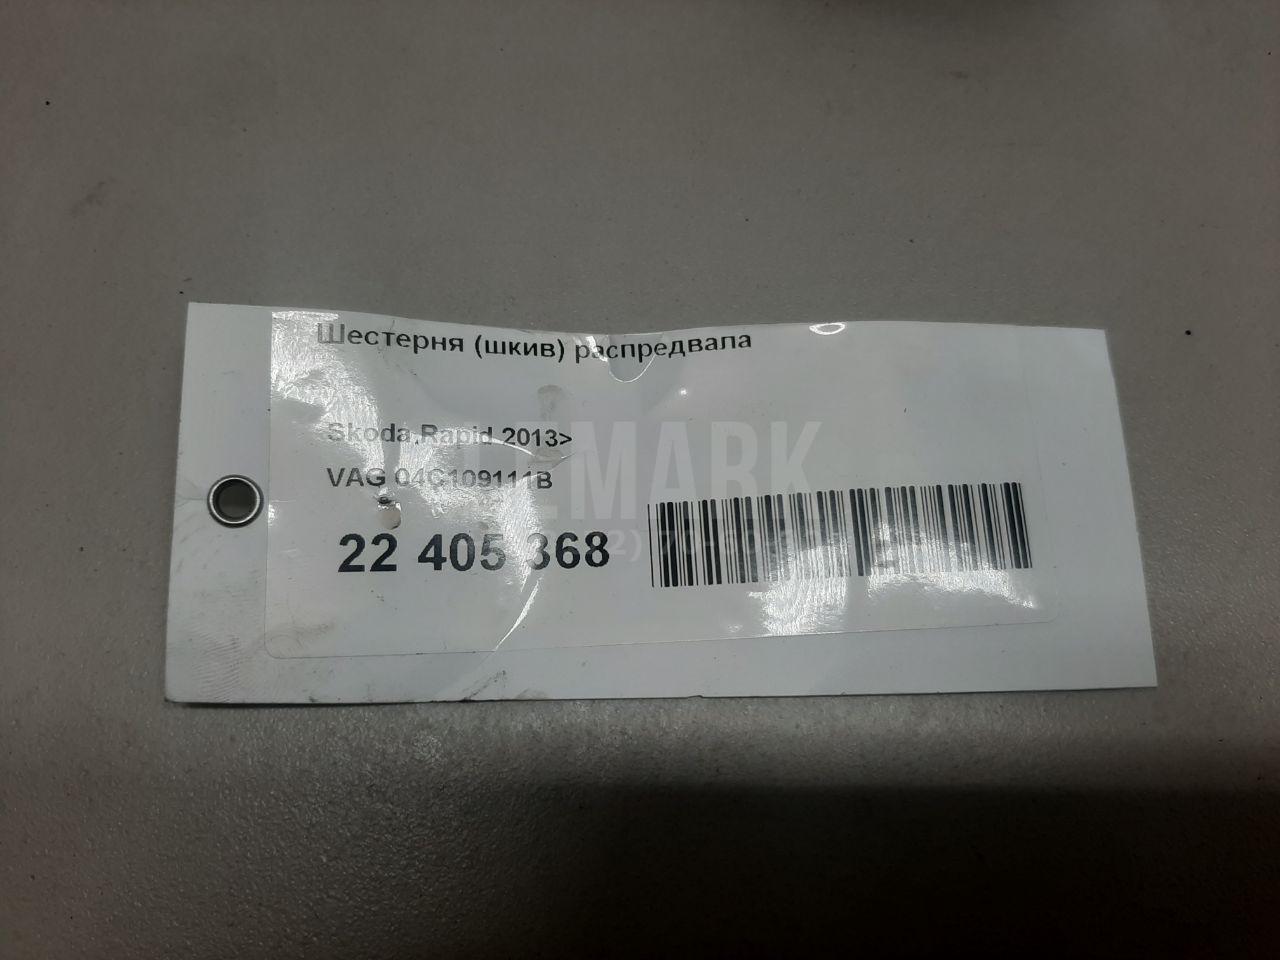 Шестерня (шкив) распредвала
Skoda,Rapid 2013>
VAG 04C109111B
22 405 368